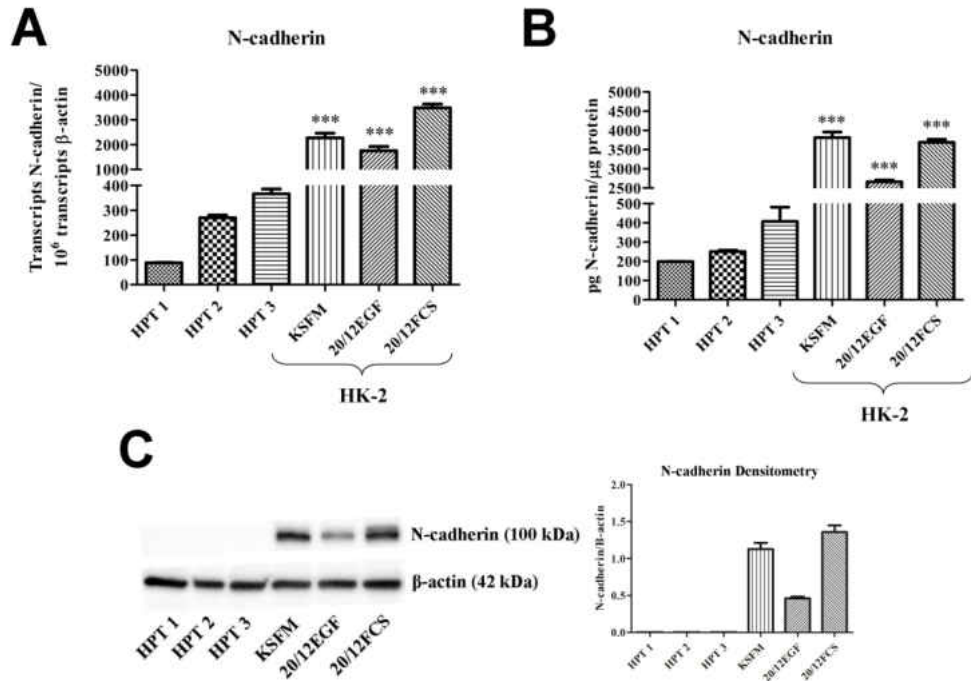 A
N-cadherin
Transcripts N-cadherin/
10⁶ transcripts β-actin
5000
4000
3000
2000
1000
400
300
200
100
0
***
***
***
HPT 1
HPT 2
HPT 3
KSFM
20/12EGF
20/12FCS
HK-2
B
N-cadherin
pg N-cadherin/µg protein
5000
4500
4000
3500
3000
2500
500
400
300
200
100
0
***
***
***
HPT 1
HPT 2
HPT 3
KSFM
20/12EGF
20/12FCS
HK-2
C
N-cadherin (100 kDa)
β-actin (42 kDa)
HPT 1
HPT 2
HPT 3
KSFM
20/12EGF
20/12FCS
N-cadherin Densitometry
N-cadherin/B-actin
2.0
1.5
1.0
0.5
0.0
HPT 1
HPT 2
HPT 3
KSFM
20/12EGF
20/12FCS